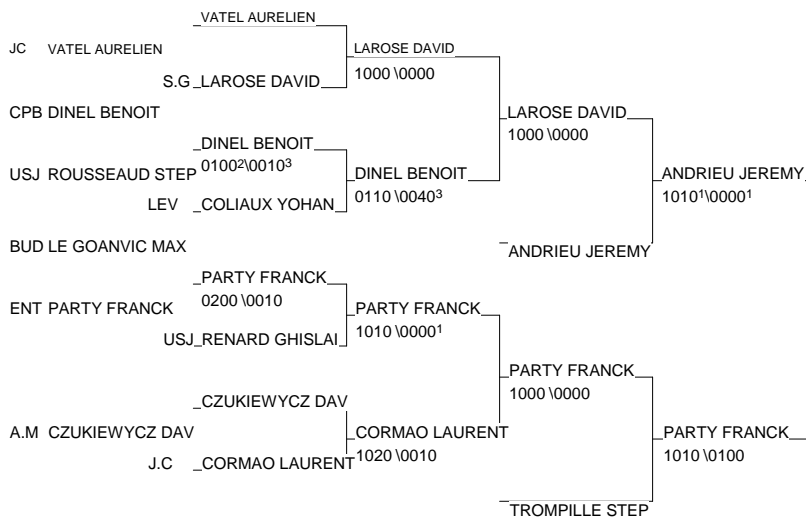 VATEL AURELIEN
JC VATEL AURELIEN
LAROSE DAVID
1000 \0000
S.G LAROSE DAVID
LAROSE DAVID
1000 \0000
CPB DINEL BENOIT
DINEL BENOIT
0100² \0010³
USJ ROUSSEAUD STEP
DINEL BENOIT
0110 \0040³
ANDRIEU JEREMY
1010¹\0000¹
LEV COLIAUX YOHAN
BUD LE GOANVIC MAX
ANDRIEU JEREMY
PARTY FRANCK
0200 \0010
ENT PARTY FRANCK
PARTY FRANCK
1010 \0000¹
USJ RENARD GHISLAI
PARTY FRANCK
1000 \0000
CZUKIEWYCZ DAV
A.M CZUKIEWYCZ DAV
CORMAO LAURENT
1020 \0010
PARTY FRANCK
1010 \0100
J.C CORMAO LAURENT
TROMPILLE STEP